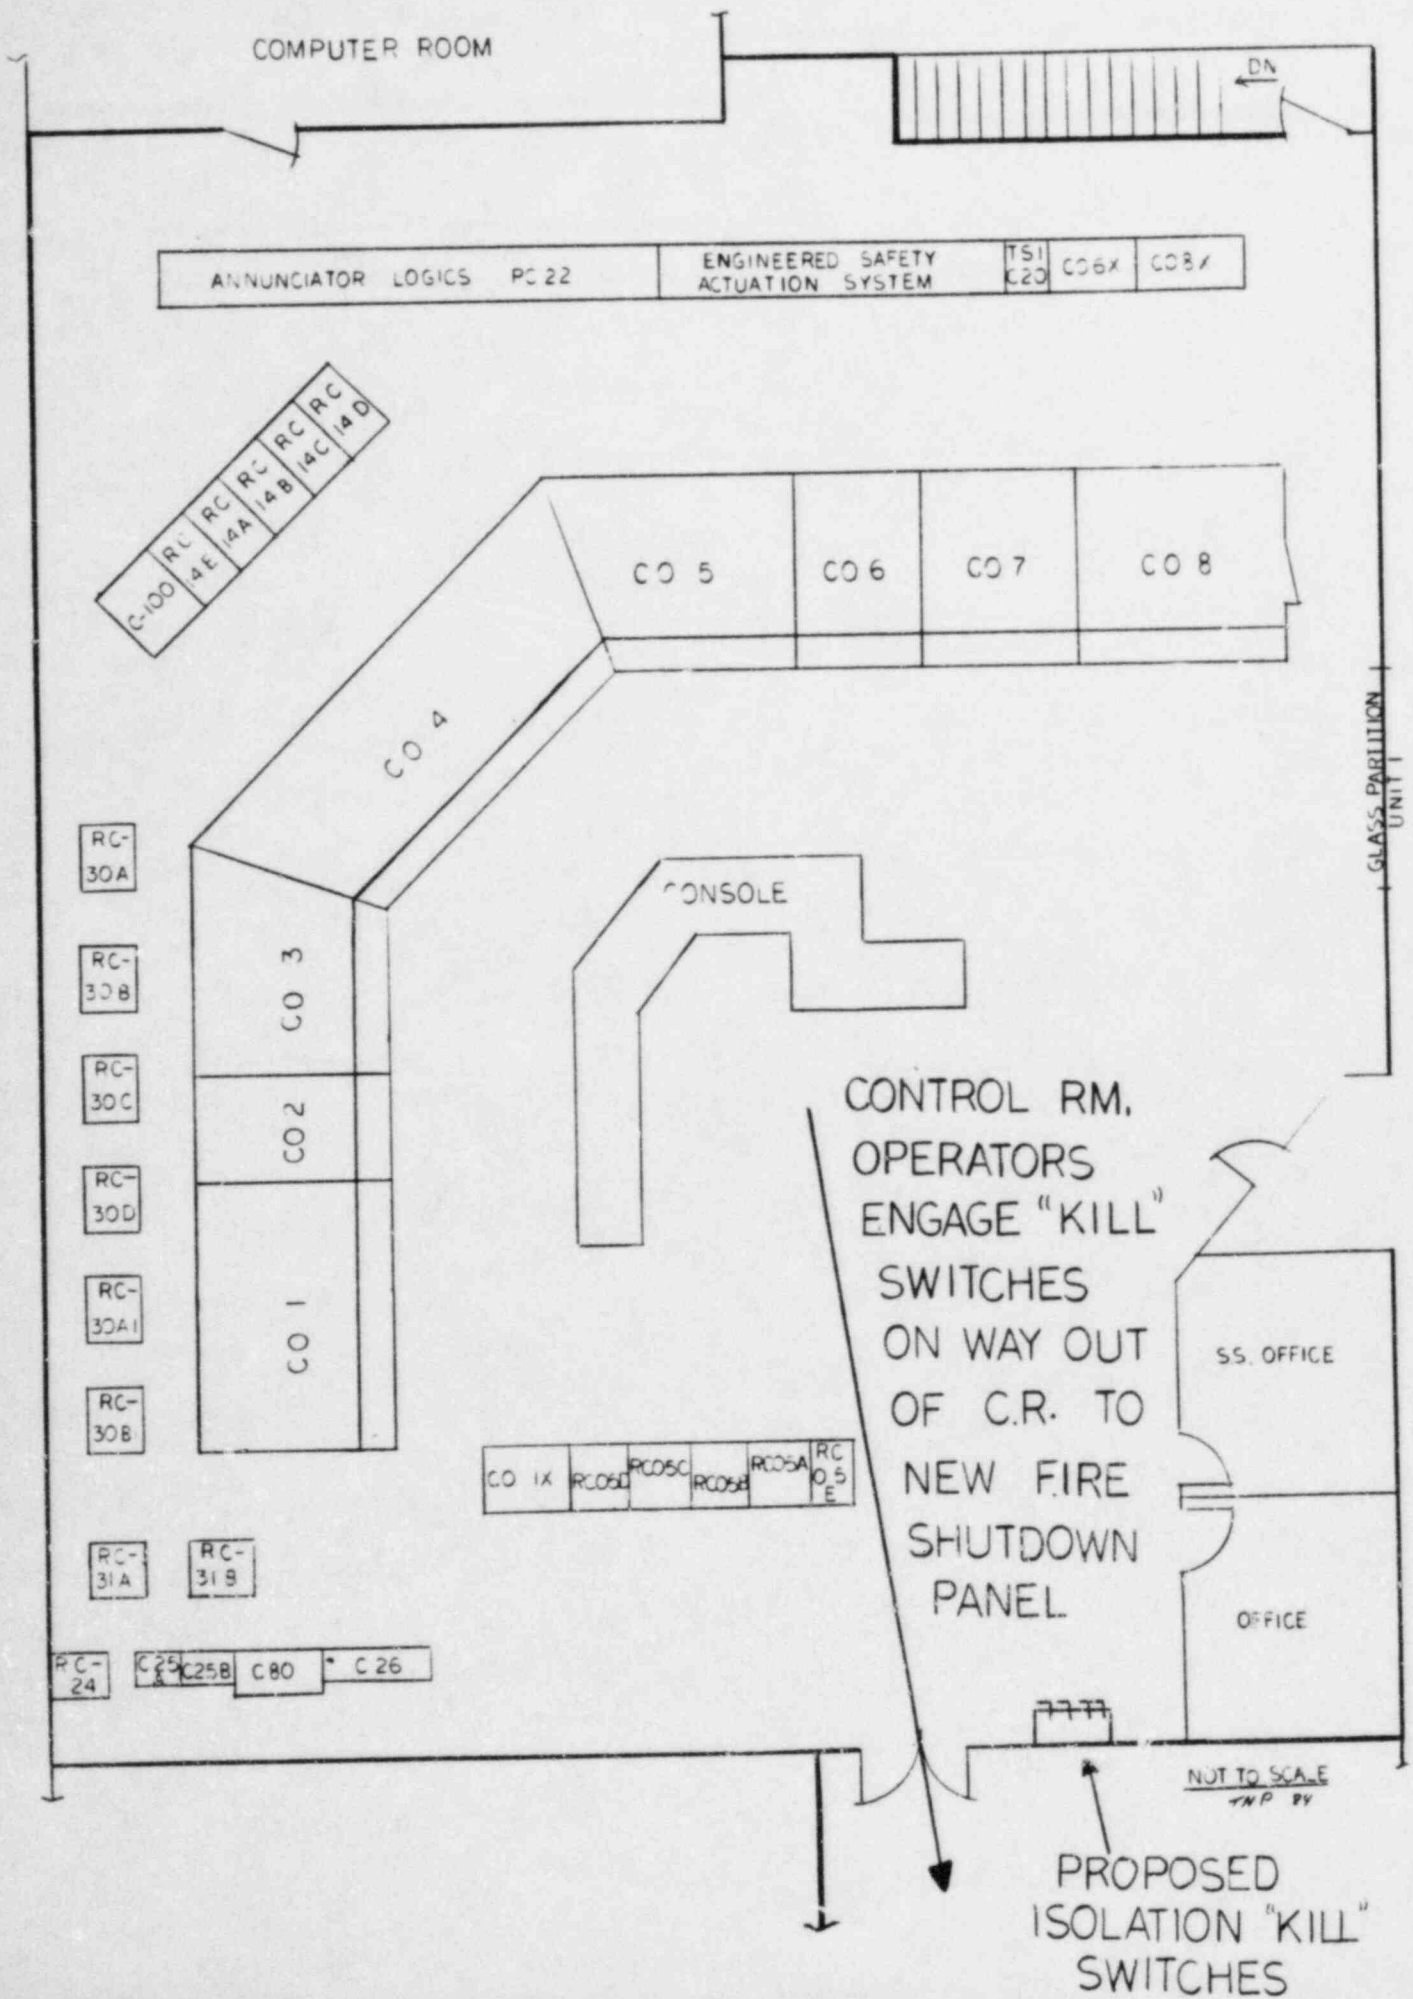 COMPUTER ROOM
DN
ANNUNCIATOR LOGICS PC 22
ENGINEERED SAFETY
ACTUATION SYSTEM
TSI
C20
C06X
C08X
RC
14D
RC
14C
RC
14B
RC
14A
RC
14E
C-100
CO 5
CO 6
CO 7
CO 8
CO 4
GLASS PARTITION
UNIT 1
RC-
30A
CONSOLE
RC-
30B
CO 3
RC-
30C
CO 2
RC-
30D
RC-
30A1
CO 1
RC-
30B
CONTROL RM.
OPERATORS
ENGAGE "KILL"
SWITCHES
ON WAY OUT
OF C.R. TO
NEW FIRE
SHUTDOWN
PANEL
S.S. OFFICE
CO 1X
RC05D
RC05C
RC05B
RC05A
RC
05
E
RC-
31A
RC-
31B
OFFICE
RC-
24
C25
C25B
C80
C 26
NOT TO SCALE
TNP 84
PROPOSED
ISOLATION "KILL"
SWITCHES